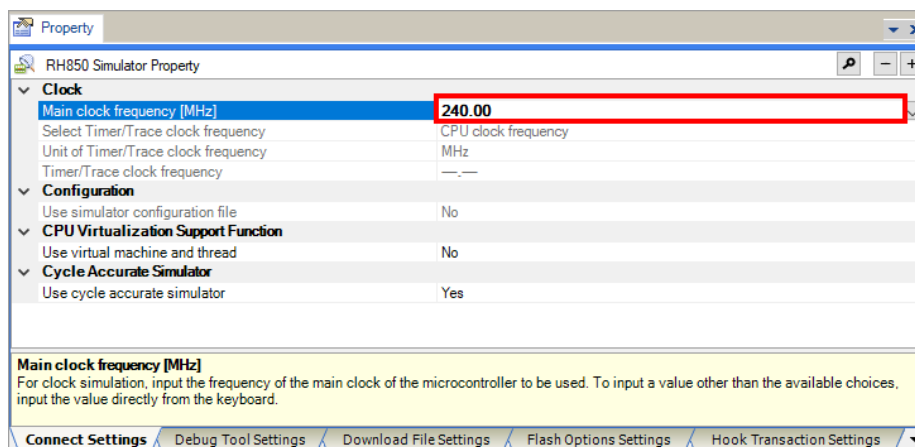 Property
RH850 Simulator Property
Clock
Main clock frequency [MHz] 240.00
Select Timer/Trace clock frequency CPU clock frequency
Unit of Timer/Trace clock frequency MHz
Timer/Trace clock frequency —.—
Configuration
Use simulator configuration file No
CPU Virtualization Support Function
Use virtual machine and thread No
Cycle Accurate Simulator
Use cycle accurate simulator Yes
Main clock frequency [MHz]
For clock simulation, input the frequency of the main clock of the microcontroller to be used. To input a value other than the available choices,
input the value directly from the keyboard.
Connect Settings Debug Tool Settings Download File Settings Flash Options Settings Hook Transaction Settings